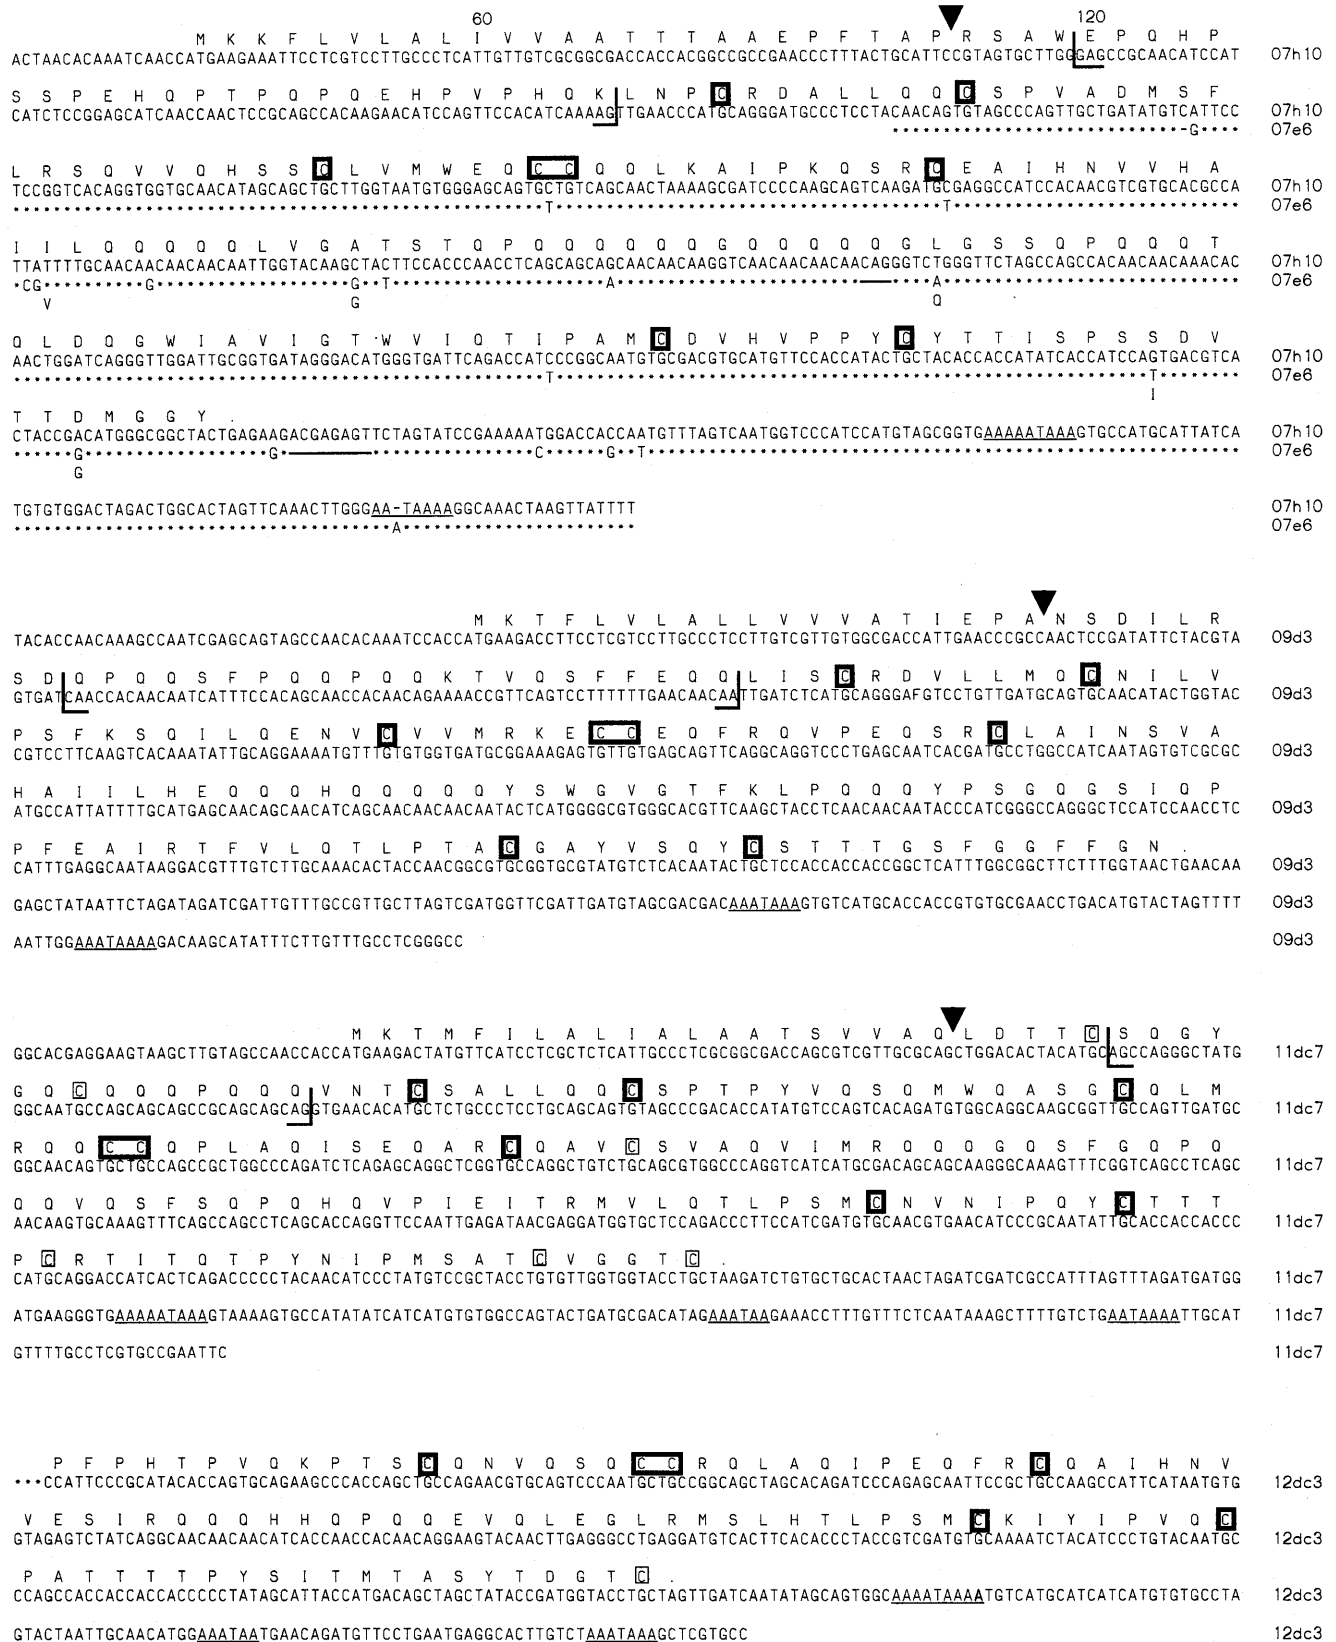 60 120
M K K F L V L A L I V V A A T T T A A E P F T A P R S A W E P Q H P
ACTAACACAAATCAACCATGAAGAAATTCCTCGTCCTTGCCCTCATTGTTGTCGCGGCGACCACCACGGCCGCCGAACCCTTTACTGCATTCCGTAGTGCTTGGGAGCCGCAACATCCAT 07h10
S S P E H Q P T P Q P Q E H P V P H Q K L N P C R D A L L Q Q C S P V A D M S F
CATCTCCGGAGCATCAACCAACTCCGCAGCCACAAGAACATCCAGTTCCACATCAAAAGTTGAACCCATGCAGGGATGCCCTCCTACAACAGTGTAGCCCAGTTGCTGATATGTCATTCC 07h10
-G 07e6
L R S Q V V Q H S S C L V M W E Q C C Q Q L K A I P K Q S R C E A I H N V V H A
TCCGGTCACAGGTGGTGCAACATAGCAGCTGCTTGGTAATGTGGGAGCAGTGCTGTCAGCAACTAAAAGCGATCCCCAAGCAGTCAAGATGCGAGGCCATCCACAACGTCGTGCACGCCA 07h10
T T 07e6
I I L Q Q Q Q Q L V G A T S T Q P Q Q Q Q Q G Q Q Q Q Q G L G S S Q P Q Q Q T
TTATTTTGCAACAACAACAACAATTGGTACAAGCTACTTCCACCCAACCTCAGCAGCAGCAACAACAAGGTCAACAACAACAACAGGGTCTGGGTTCTAGCCAGCCACAACAACAAACAC 07h10
CG G G T A A 07e6
V G Q
Q L D Q G W I A V I G T W V I Q T I P A M C D V H V P P Y C Y T T I S P S S D V
AACTGGATCAGGGTTGGATTGCGGTGATAGGGACATGGGTGATTCAGACCATCCCGGCAATGTGCGACGTGCATGTTCCACCATACTGCTACACCACCATATCACCATCCAGTGACGTCA 07h10
T T 07e6
I
T T D M G G Y .
CTACCGACATGGGCGGCTACTGAGAAGACGAGAGTTCTAGTATCCGAAAAATGGACCACCAATGTTTAGTCAATGGTCCCATCCATGTAGCGGTGAAAAATAAAGTGCCATGCATTATCA 07h10
G G C G T 07e6
G
TGTGTGGACTAGACTGGCACTAGTTCAAACTTGGGAA-TAAAAGGCAAACTAAGTTATTTT 07h10
A 07e6
M K T F L V L A L L V V V A T I E P A N S D I L R
TACACCAACAAAGCCAATCGAGCAGTAGCCAACACAAATCCACCATGAAGACCTTCCTCGTCCTTGCCCTCCTTGTCGTTGTGGCGACCATTGAACCCGCCAACTCCGATATTCTACGTA 09d3
S D Q P Q Q S F P Q Q P Q Q K T V Q S F F E Q Q L I S C R D V L L M Q C N I L V
GTGATCAACCACAACAATCATTTCCACAGCAACCACAACAGAAAACCGTTCAGTCCTTTTTTGAACAACAATTGATCTCATGCAGGGAFGTCCTGTTGATGCAGTGCAACATACTGGTAC 09d3
P S F K S Q I L Q E N V C V V M R K E C C E Q F R Q V P E Q S R C L A I N S V A
CGTCCTTCAAGTCACAAATATTGCAGGAAAATGTTTGTGTGGTGATGCGGAAAGAGTGTTGTGAGCAGTTCAGGCAGGTCCCTGAGCAATCACGATGCCTGGCCATCAATAGTGTCGCGC 09d3
H A I I L H E Q Q Q H Q Q Q Q Q Y S W G V G T F K L P Q Q Q Y P S G Q G S I Q P
ATGCCATTATTTTGCATGAGCAACAGCAACATCAGCAACAACAACAATACTCATGGGGCGTGGGCACGTTCAAGCTACCTCAACAACAATACCCATCGGGCCAGGGCTCCATCCAACCTC 09d3
P F E A I R T F V L Q T L P T A C G A Y V S Q Y C S T T T G S F G G F F G N .
CATTTGAGGCAATAAGGACGTTTGTCTTGCAAACACTACCAACGGCGTGCGGTGCGTATGTCTCACAATACTGCTCCACCACCACCGGCTCATTTGGCGGCTTCTTTGGTAACTGAACAA 09d3
GAGCTATAATTCTAGATAGATCGATTGTTTGCCGTTGCTTAGTCGATGGTTCGATTGATGTAGCGACGACAAATAAAGTGTCATGCACCACCGTGTGCGAACCTGACATGTACTAGTTTT 09d3
AATTGGAAATAAAAGACAAGCATATTTCTTGTTTGCCTCGGGCC 09d3
M K T M F I L A L I A L A A T S V V A Q L D T T C S Q G Y
GGCACGAGGAAGTAAGCTTGTAGCCAACCACCATGAAGACTATGTTCATCCTCGCTCTCATTGCCCTCGCGGCGACCAGCGTCGTTGCGCAGCTGGACACTACATGCAGCCAGGGCTATG 11dc7
G Q C Q Q Q P Q Q Q V N T C S A L L Q Q C S P T P Y V Q S Q M W Q A S G C Q L M
GGCAATGCCAGCAGCAGCCGCAGCAGCAGGTGAACACATGCTCTGCCCTCCTGCAGCAGTGTAGCCCGACACCATATGTCCAGTCACAGATGTGGCAGGCAAGCGGTTGCCAGTTGATGC 11dc7
R Q Q C C Q P L A Q I S E Q A R C Q A V C S V A Q V I M R Q Q Q G Q S F G Q P Q
GGCAACAGTGCTGCCAGCCGCTGGCCCAGATCTCAGAGCAGGCTCGGTGCCAGGCTGTCTGCAGCGTGGCCCAGGTCATCATGCGACAGCAGCAAGGGCAAAGTTTCGGTCAGCCTCAGC 11dc7
Q Q V Q S F S Q P Q H Q V P I E I T R M V L Q T L P S M C N V N I P Q Y C T T T
AACAAGTGCAAAGTTTCAGCCAGCCTCAGCACCAGGTTCCAATTGAGATAACGAGGATGGTGCTCCAGACCCTTCCATCGATGTGCAACGTGAACATCCCGCAATATTGCACCACCACCC 11dc7
P C R T I T Q T P Y N I P M S A T C V G G T C .
CATGCAGGACCATCACTCAGACCCCCTACAACATCCCTATGTCCGCTACCTGTGTTGGTGGTACCTGCTAAGATCTGTGCTGCACTAACTAGATCGATCGCCATTTAGTTTAGATGATGG 11dc7
ATGAAGGGTGAAAAATAAAGTAAAAGTGCCATATATCATCATGTGTGGCCAGTACTGATGCGACATAGAAATAAGAAACCTTTGTTTCTCAATAAAGCTTTTGTCTGAATAAAATTGCAT 11dc7
GTTTTGCCTCGTGCCGAATTC 11dc7
P F P H T P V Q K P T S C Q N V Q S Q C C R Q L A Q I P E Q F R C Q A I H N V
***CCATTCCCGCATACACCAGTGCAGAAGCCCACCAGCTGCCAGAACGTGCAGTCCCAATGCTGCCGGCAGCTAGCACAGATCCCAGAGCAATTCCGCTGCCAAGCCATTCATAATGTG 12dc3
V E S I R Q Q Q H H Q P Q Q E V Q L E G L R M S L H T L P S M C K I Y I P V Q C
GTAGAGTCTATCAGGCAACAACAACATCACCAACCACAACAGGAAGTACAACTTGAGGGCCTGAGGATGTCACTTCACACCCTACCGTCGATGTGCAAAATCTACATCCCTGTACAATGC 12dc3
P A T T T T P Y S I T M T A S Y T D G T C .
CCAGCCACCACCACCACCCCCTATAGCATTACCATGACAGCTAGCTATACCGATGGTACCTGCTAGTTGATCAATATAGCAGTGGCAAAATAAAATGTCATGCATCATCATGTGTGCCTA 12dc3
GTACTAATTGCAACATGGAAATAATGAACAGATGTTCCTGAATGAGGCACTTGTCTAAATAAAGCTCGTGCC 12dc3